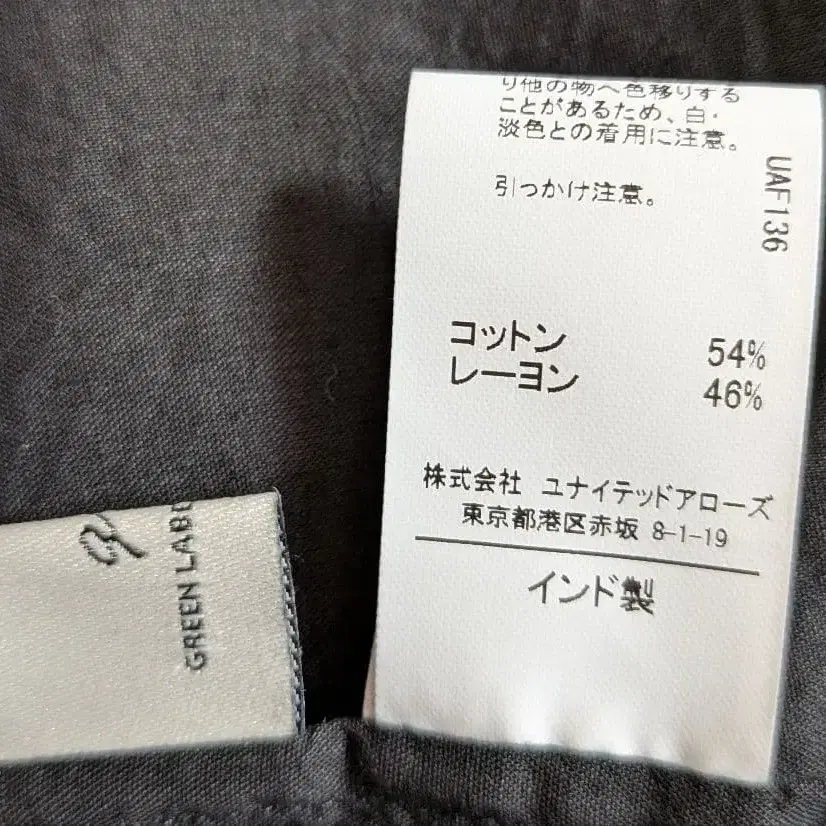 り他の物へ色移りする
ことがあるため、白・
淡色との着用に注意。
引っかけ注意。
UAF136
コットン 54%
レーヨン 46%
株式会社 ユナイテッドアローズ
東京都港区赤坂 8-1-19
インド製
GREEN LABE